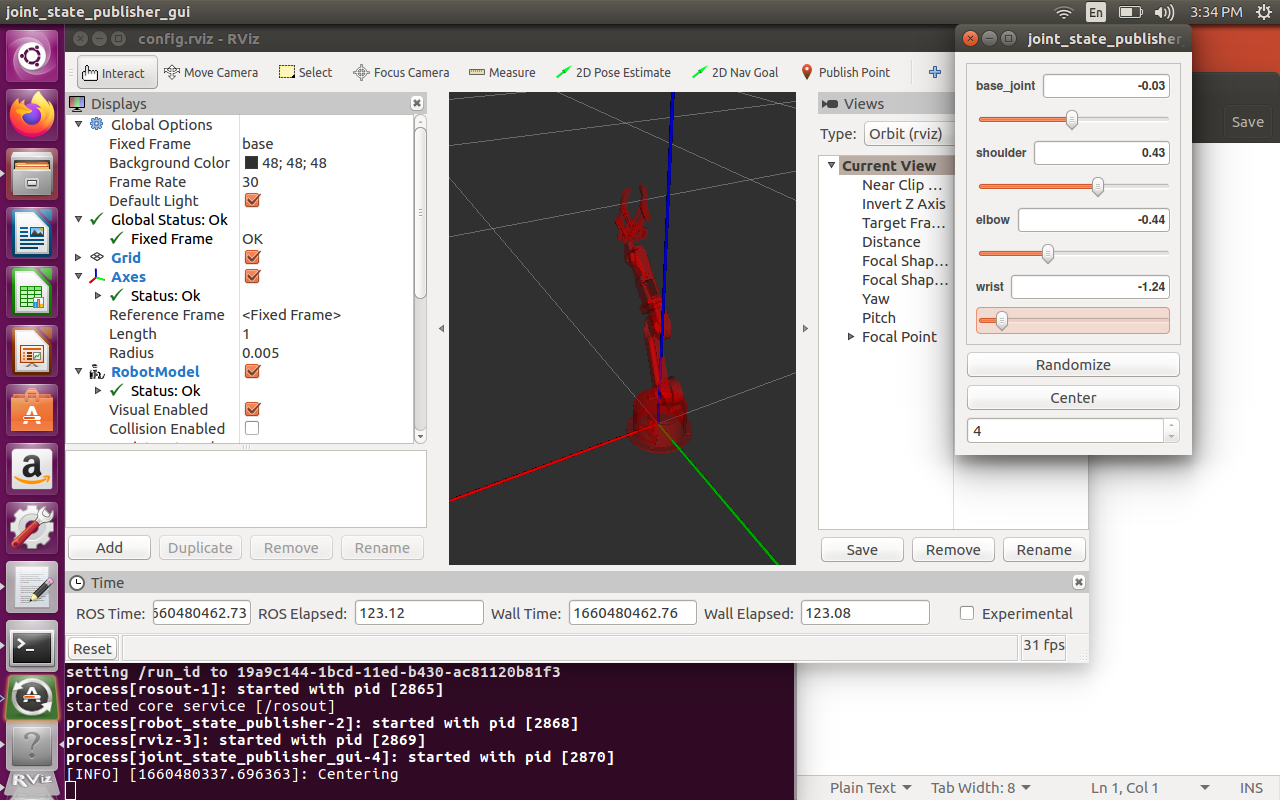 joint_state_publisher_gui
En
3:34 PM
config.rviz - RViz
Interact
Move Camera
Select
Focus Camera
Measure
2D Pose Estimate
2D Nav Goal
Publish Point
Displays
Global Options
Fixed Frame base
Background Color 48; 48; 48
Frame Rate 30
Default Light
Global Status: Ok
Fixed Frame OK
Grid
Axes
Status: Ok
Reference Frame <Fixed Frame>
Length 1
Radius 0.005
RobotModel
Status: Ok
Visual Enabled
Collision Enabled
Add
Duplicate
Remove
Rename
Views
Type: Orbit (rviz)
Current View
Near Clip ...
Invert Z Axis
Target Fra...
Distance
Focal Shap...
Focal Shap...
Yaw
Pitch
Focal Point
Save
Remove
Rename
joint_state_publisher
base_joint -0.03
shoulder 0.43
elbow -0.44
wrist -1.24
Randomize
Center
4
Save
Time
ROS Time: 660480462.73
ROS Elapsed: 123.12
Wall Time: 1660480462.76
Wall Elapsed: 123.08
Experimental
Reset
31 fps
setting /run_id to 19a9c144-1bcd-11ed-b430-ac81120b81f3
process[rosout-1]: started with pid [2865]
started core service [/rosout]
process[robot_state_publisher-2]: started with pid [2868]
process[rviz-3]: started with pid [2869]
process[joint_state_publisher_gui-4]: started with pid [2870]
[INFO] [1660480337.696363]: Centering
RViz
Plain Text
Tab Width: 8
Ln 1, Col 1
INS